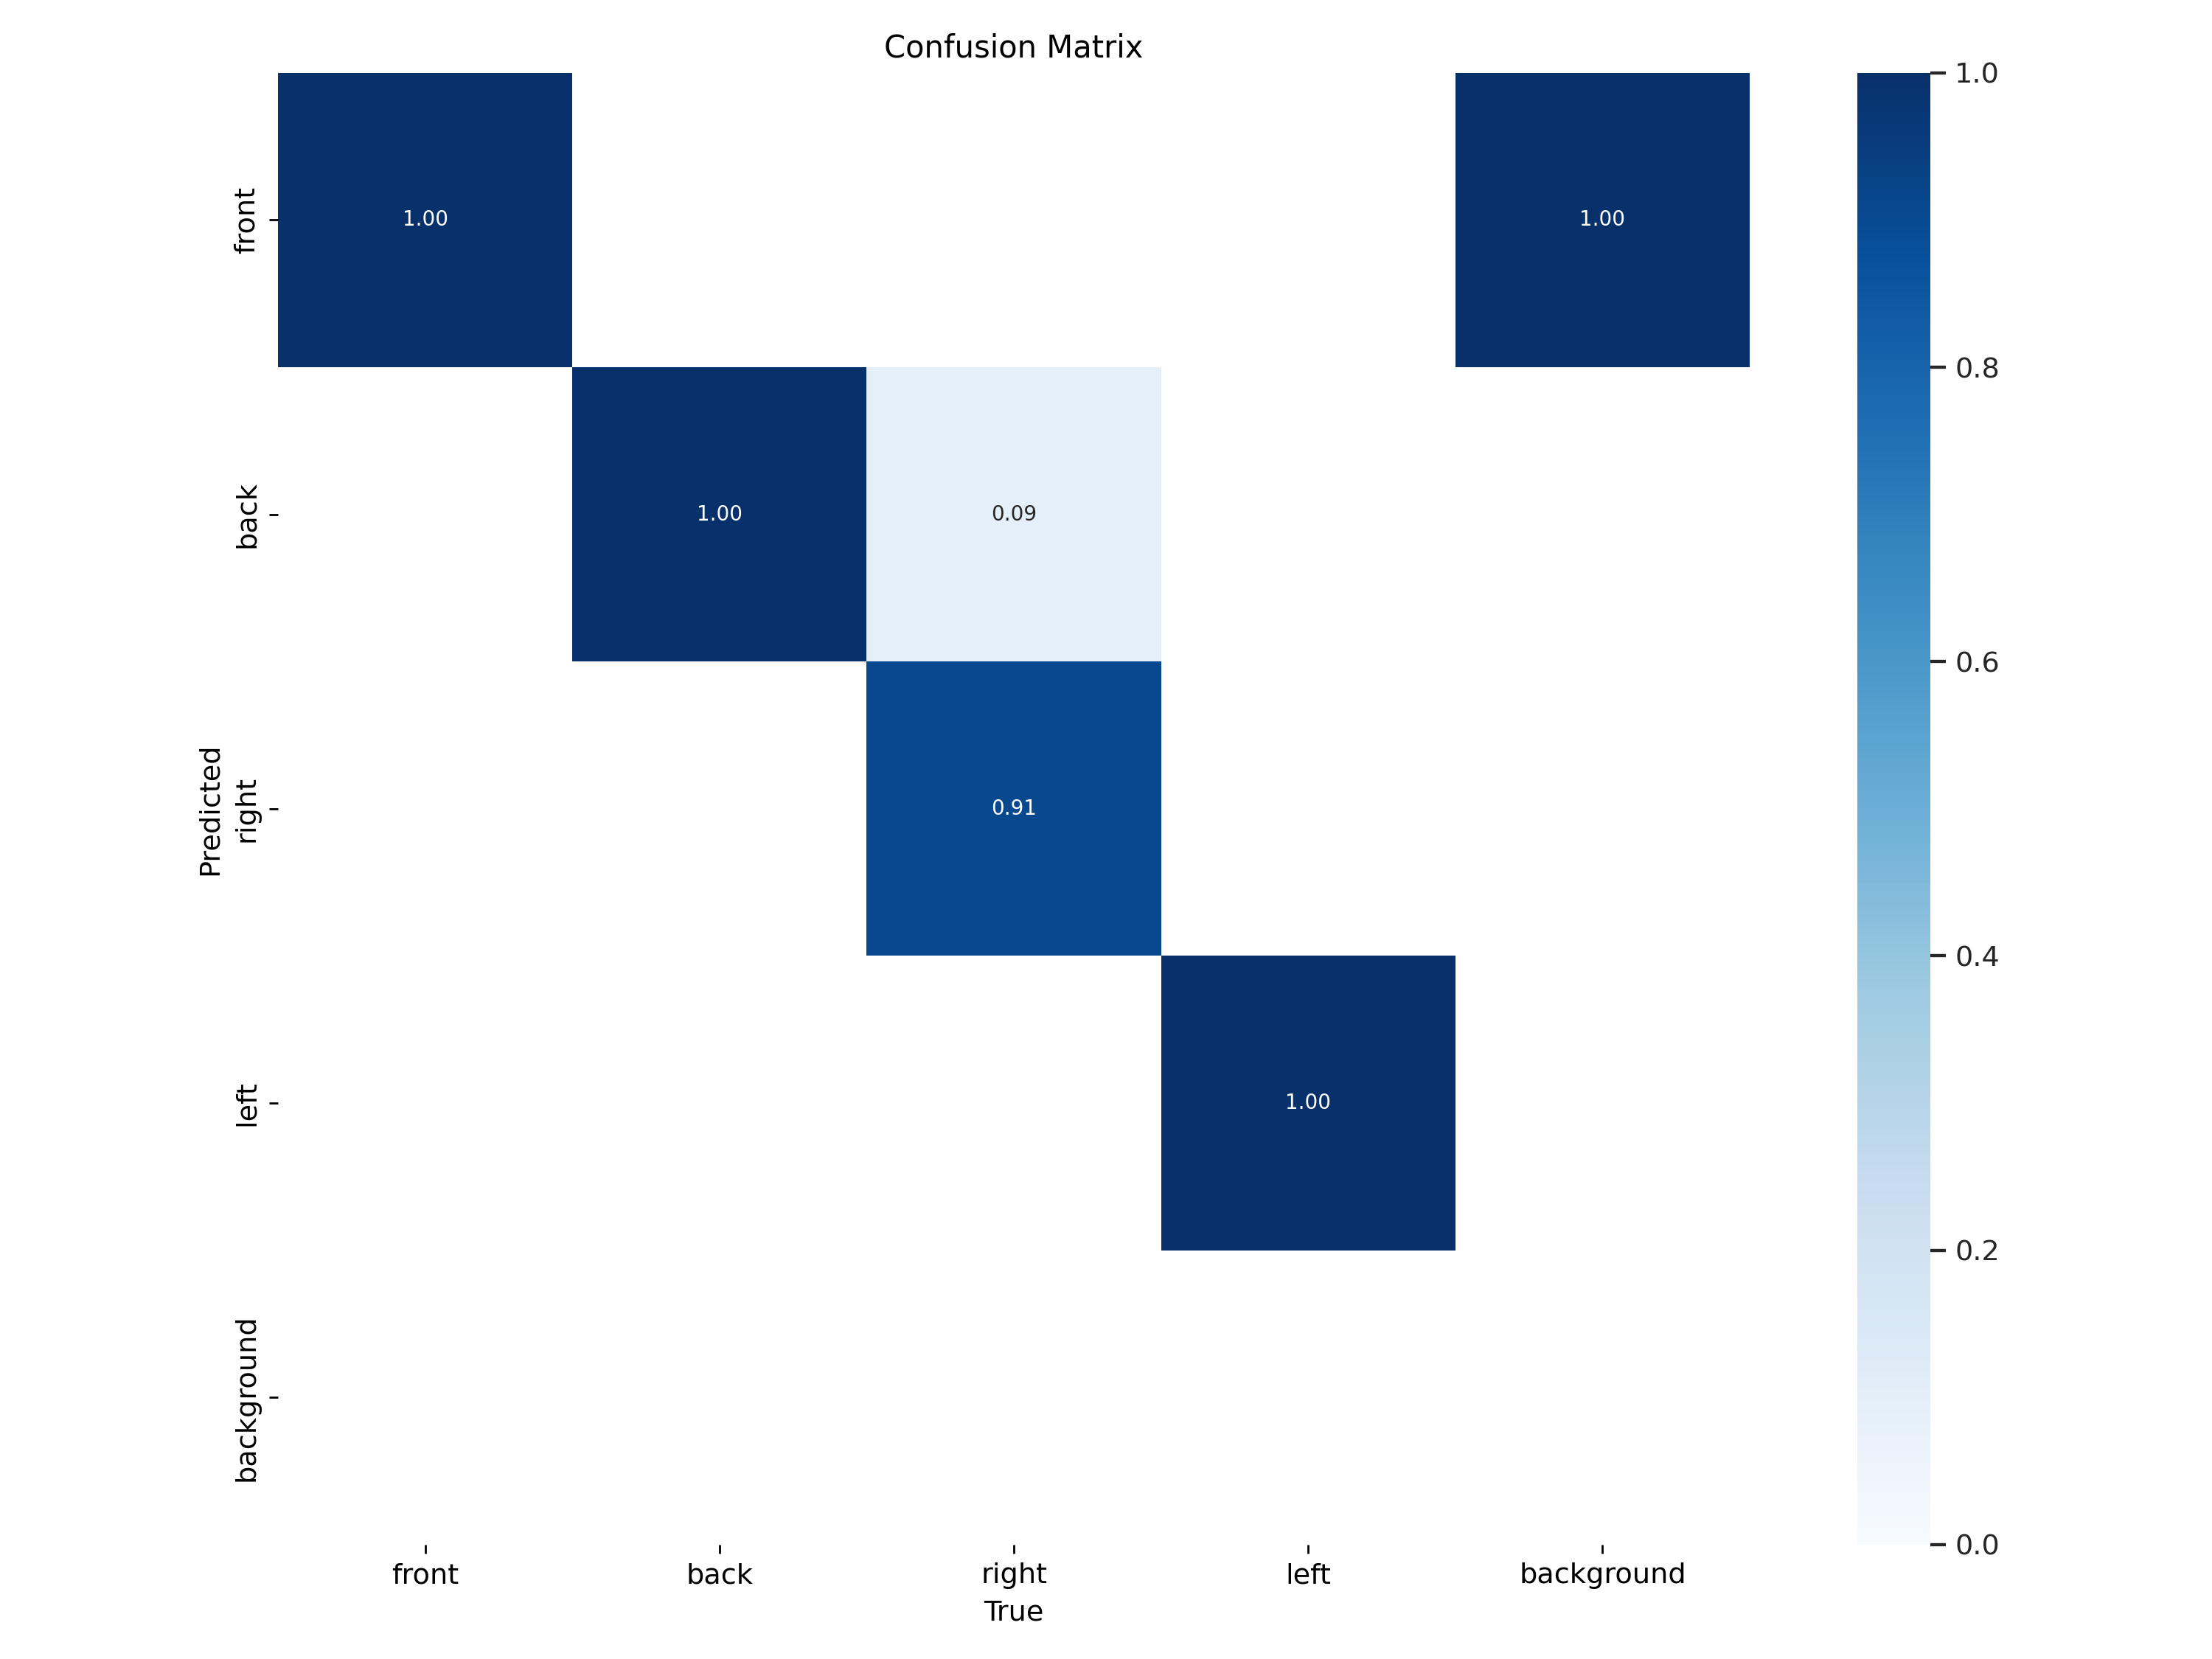 Confusion Matrix
1.0
front
1.00
1.00
0.8
back
1.00
0.09
0.6
Predicted
right
0.91
0.4
left
1.00
0.2
background
0.0
front
back
right
left
background
True